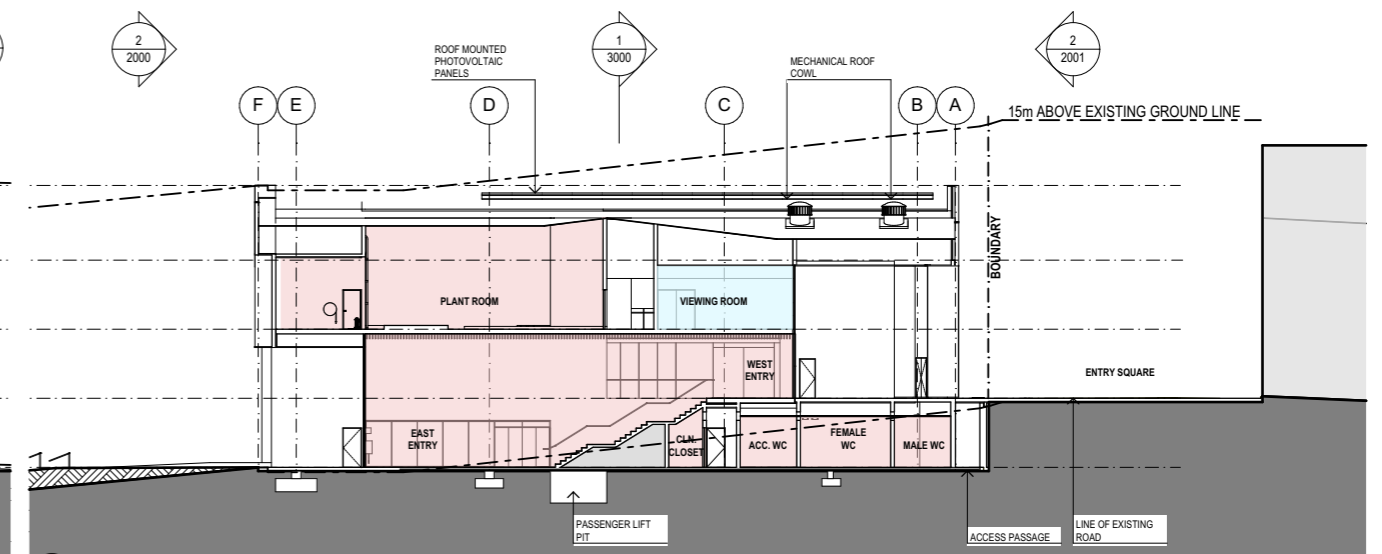 2
2000
1
3000
2
2001
ROOF MOUNTED
PHOTOVOLTAIC
PANELS
MECHANICAL ROOF
COWL
F
E
D
C
B
A
15m ABOVE EXISTING GROUND LINE
BOUNDARY
PLANT ROOM
VIEWING ROOM
WEST
ENTRY
ENTRY SQUARE
EAST
ENTRY
CLN.
CLOSET
ACC. WC
FEMALE
WC
MALE WC
PASSENGER LIFT
PIT
ACCESS PASSAGE
LINE OF EXISTING
ROAD